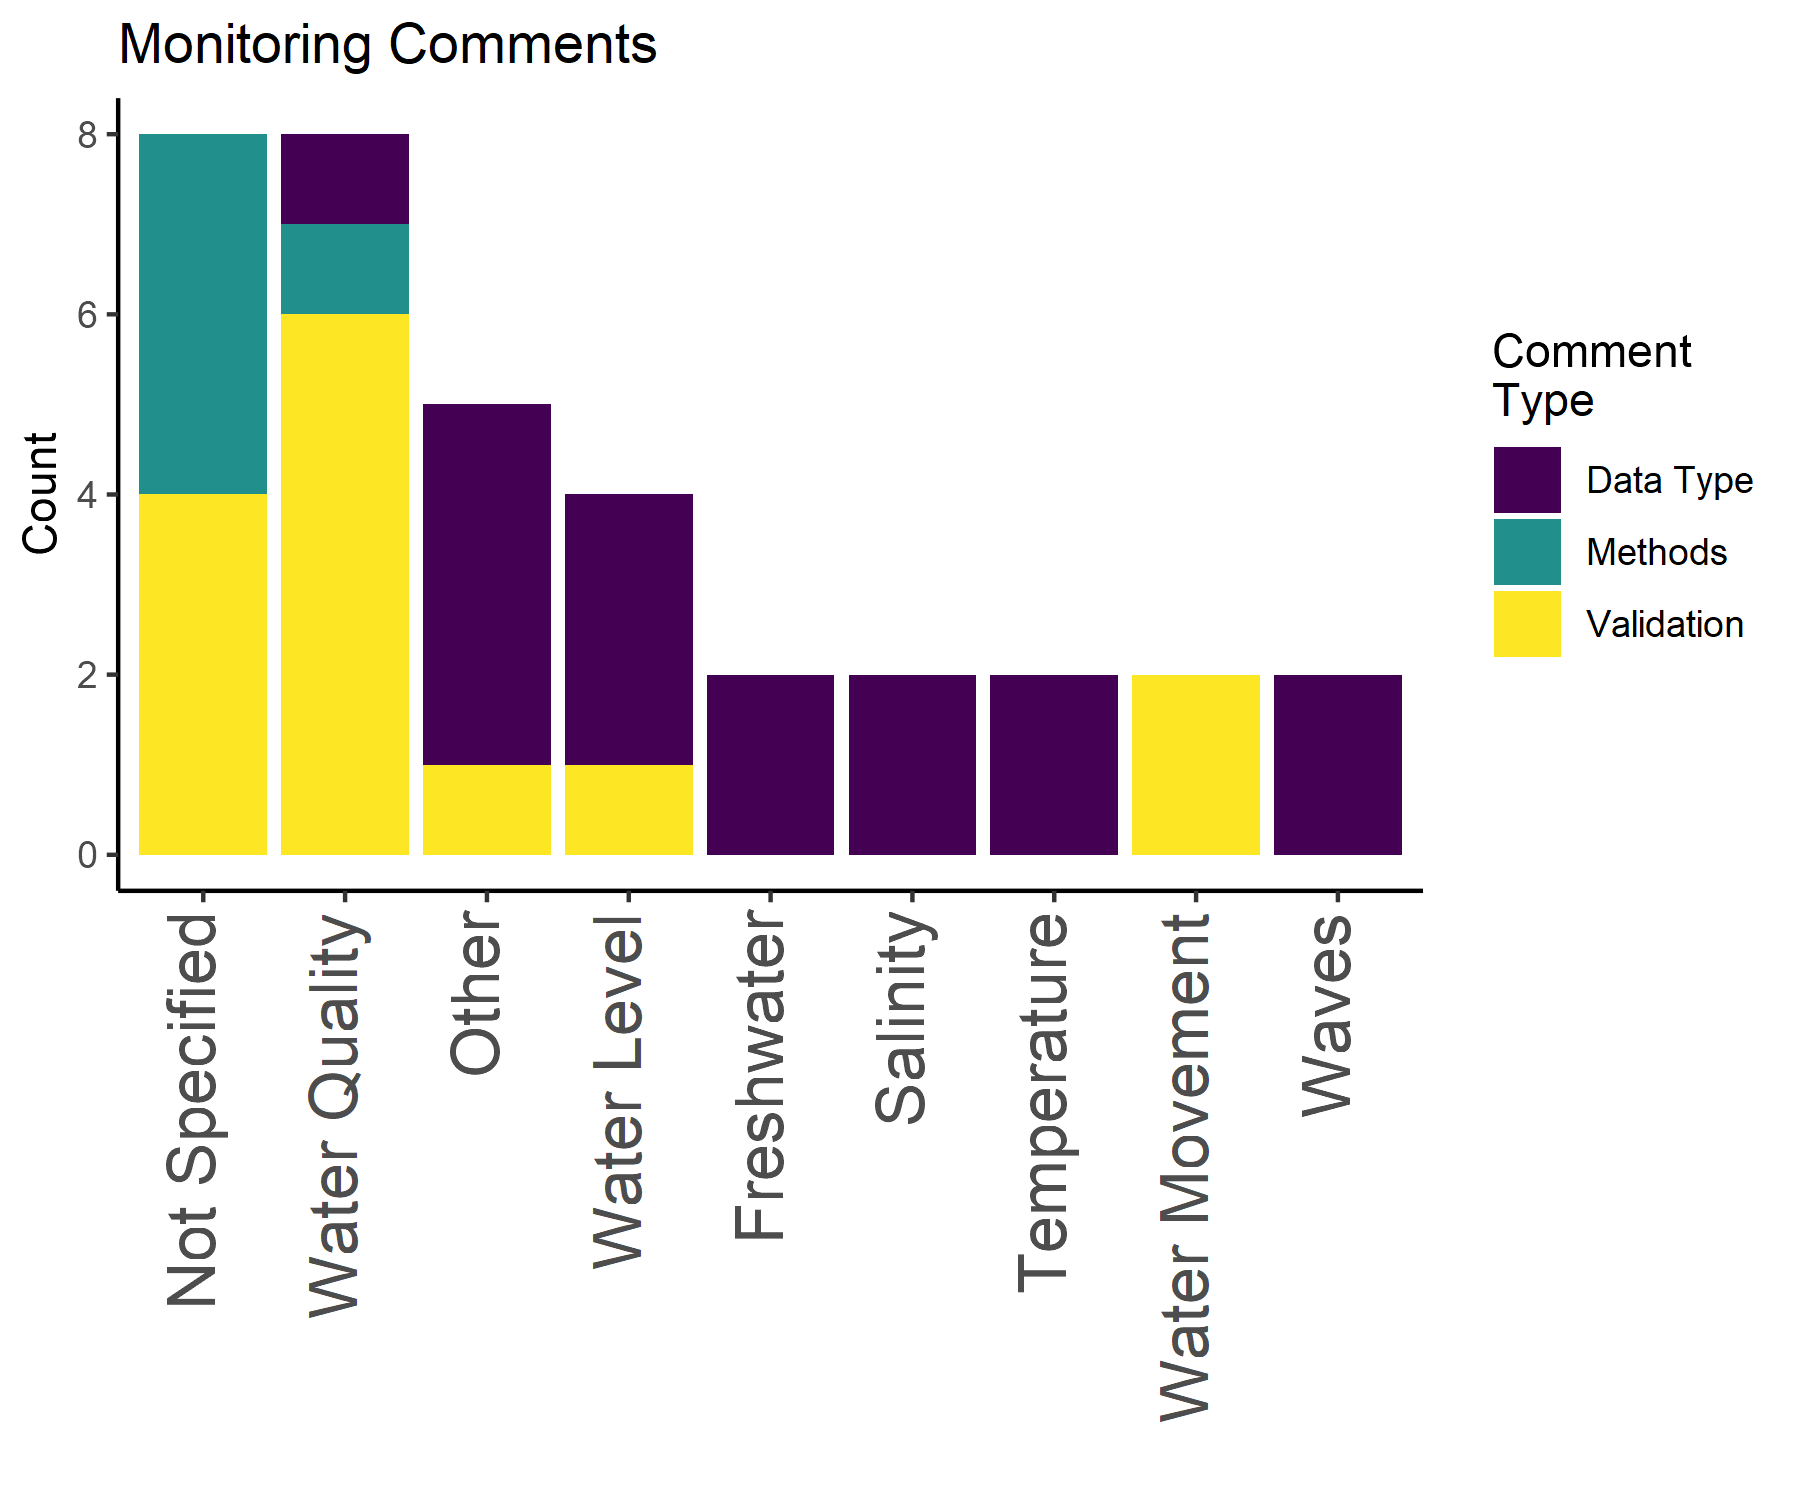 Monitoring Comments
Count
8
6
4
2
0
Not Specified
Water Quality
Other
Water Level
Freshwater
Salinity
Temperature
Water Movement
Waves
Comment
Type
Data Type
Methods
Validation